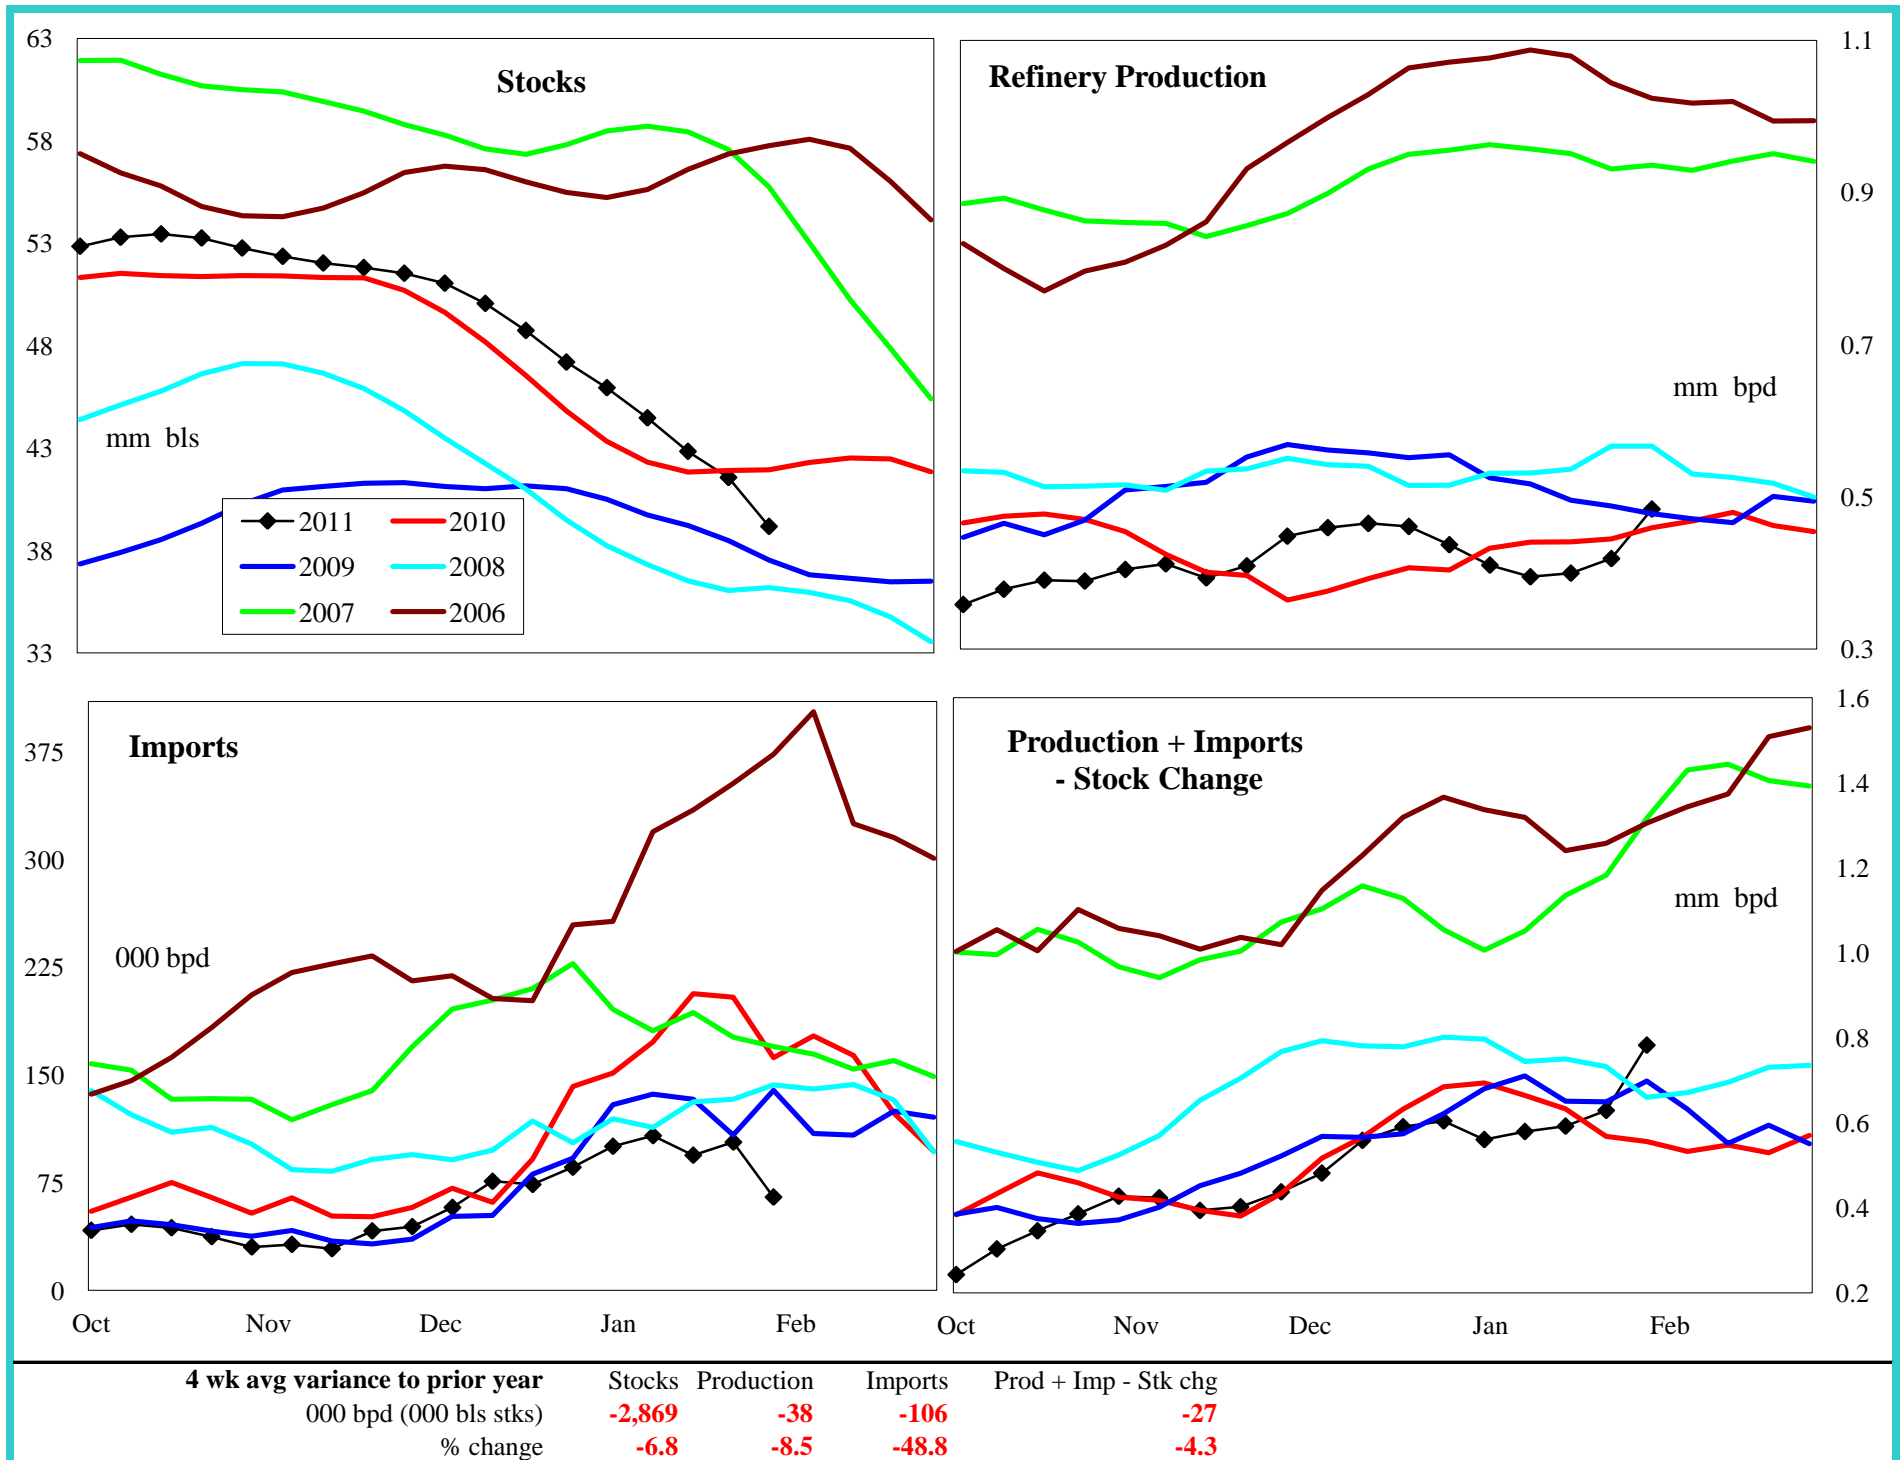 63
58
53
48
43
38
33
Stocks
mm bls
2011 2010
2009 2008
2007 2006
Refinery Production
mm bpd
1.1
0.9
0.7
0.5
0.3
375
300
225
150
75
0
Imports
000 bpd
Oct Nov Dec Jan Feb
Production + Imports
- Stock Change
mm bpd
1.6
1.4
1.2
1.0
0.8
0.6
0.4
0.2
Oct Nov Dec Jan Feb
4 wk avg variance to prior year Stocks Production Imports Prod + Imp - Stk chg
000 bpd (000 bls stks) -2,869 -38 -106 -27
% change -6.8 -8.5 -48.8 -4.3